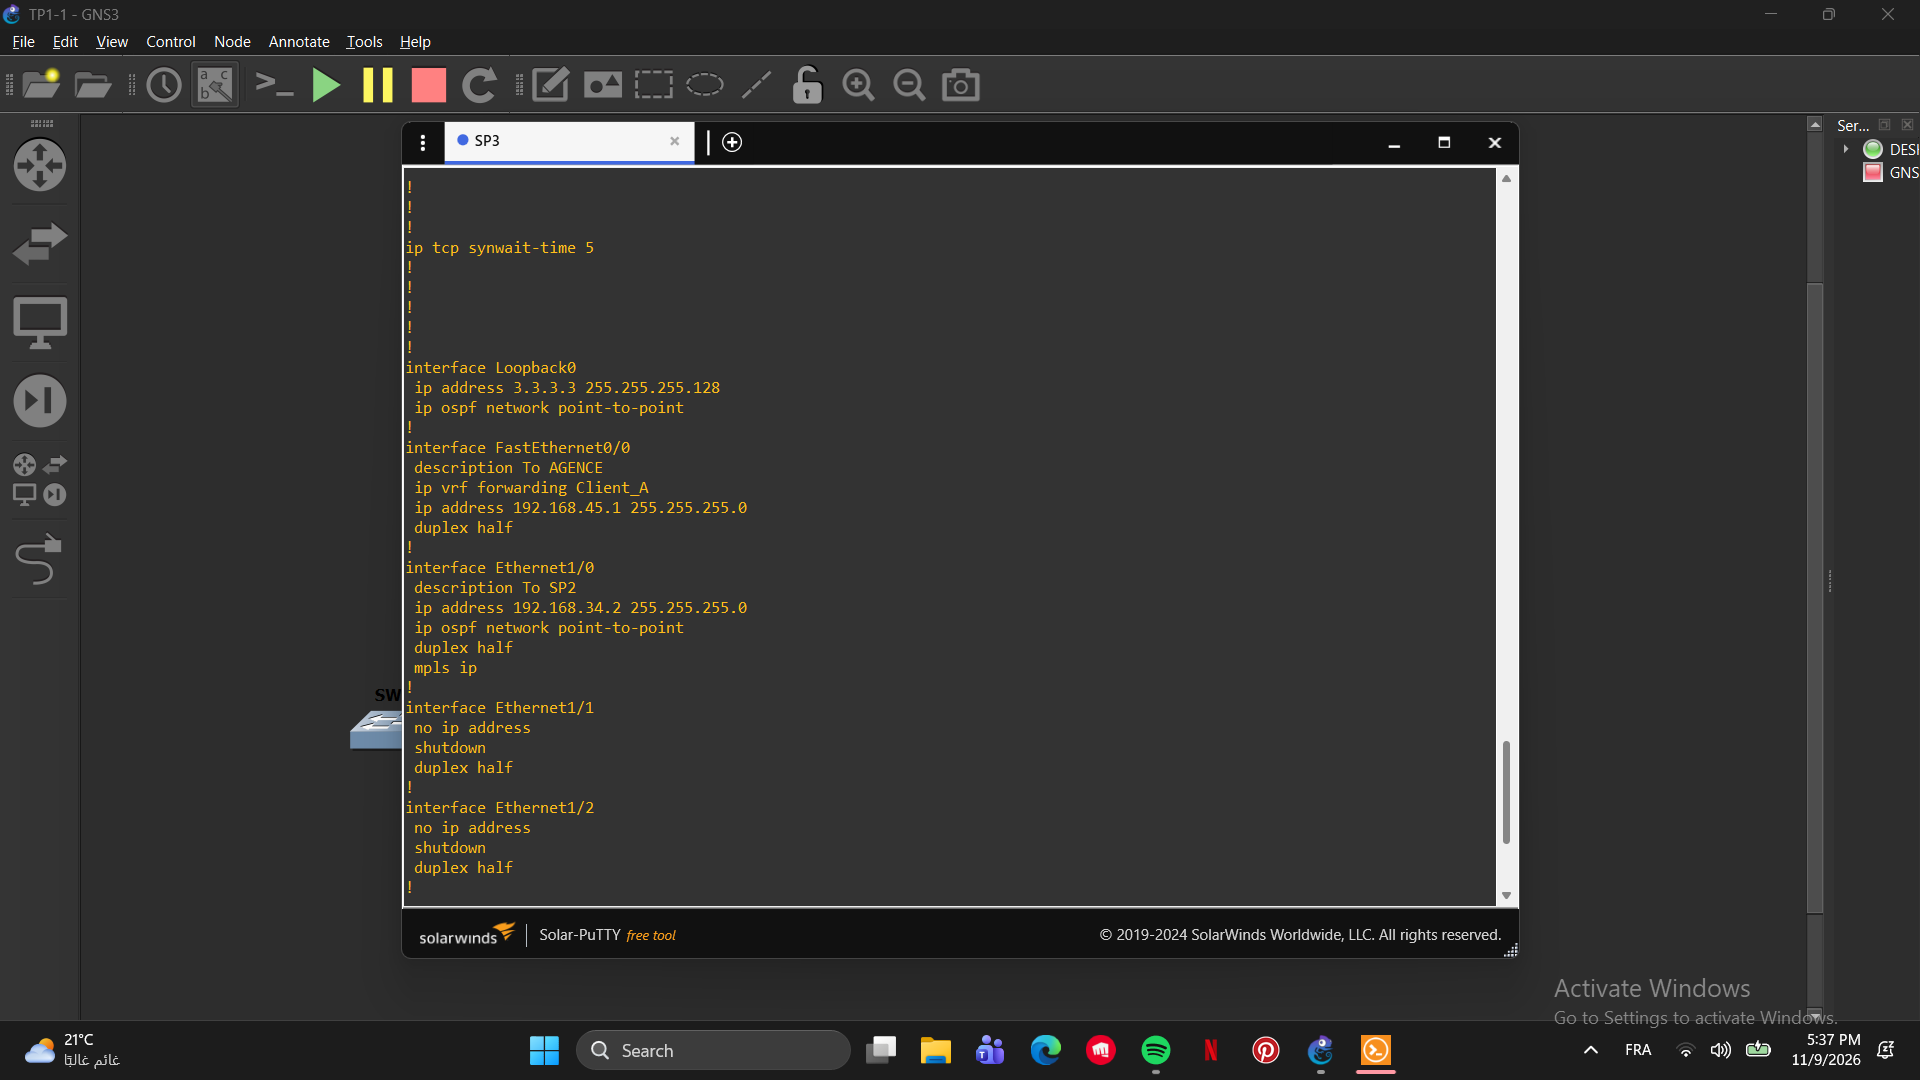 TP1-1 - GNS3
File Edit View Control Node Annotate Tools Help
SP3
Ser...
DESI
GNS
!
!
!
ip tcp synwait-time 5
!
!
!
!
!
interface Loopback0
ip address 3.3.3.3 255.255.255.128
ip ospf network point-to-point
!
interface FastEthernet0/0
description To AGENCE
ip vrf forwarding Client_A
ip address 192.168.45.1 255.255.255.0
duplex half
!
interface Ethernet1/0
description To SP2
ip address 192.168.34.2 255.255.255.0
ip ospf network point-to-point
duplex half
mpls ip
!
interface Ethernet1/1
no ip address
shutdown
duplex half
!
interface Ethernet1/2
no ip address
shutdown
duplex half
!
SW
solarwinds Solar-PuTTY free tool © 2019-2024 SolarWinds Worldwide, LLC. All rights reserved.
Activate Windows
Go to Settings to activate Windows.
21°C
غائم غالبًا
Search
FRA
5:37 PM
11/9/2026